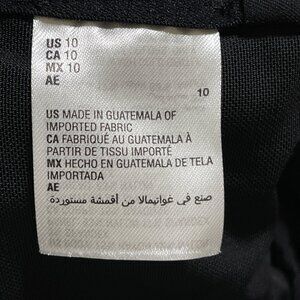 US 10
CA 10
MX 10
AE
10
US MADE IN GUATEMALA OF
IMPORTED FABRIC
CA FABRIQUÉ AU GUATEMALA À
PARTIR DE TISSU IMPORTÉ
MX HECHO EN GUATEMALA DE TELA
IMPORTADA
AE
صنع في غواتيمالا من أقمشة مستوردة